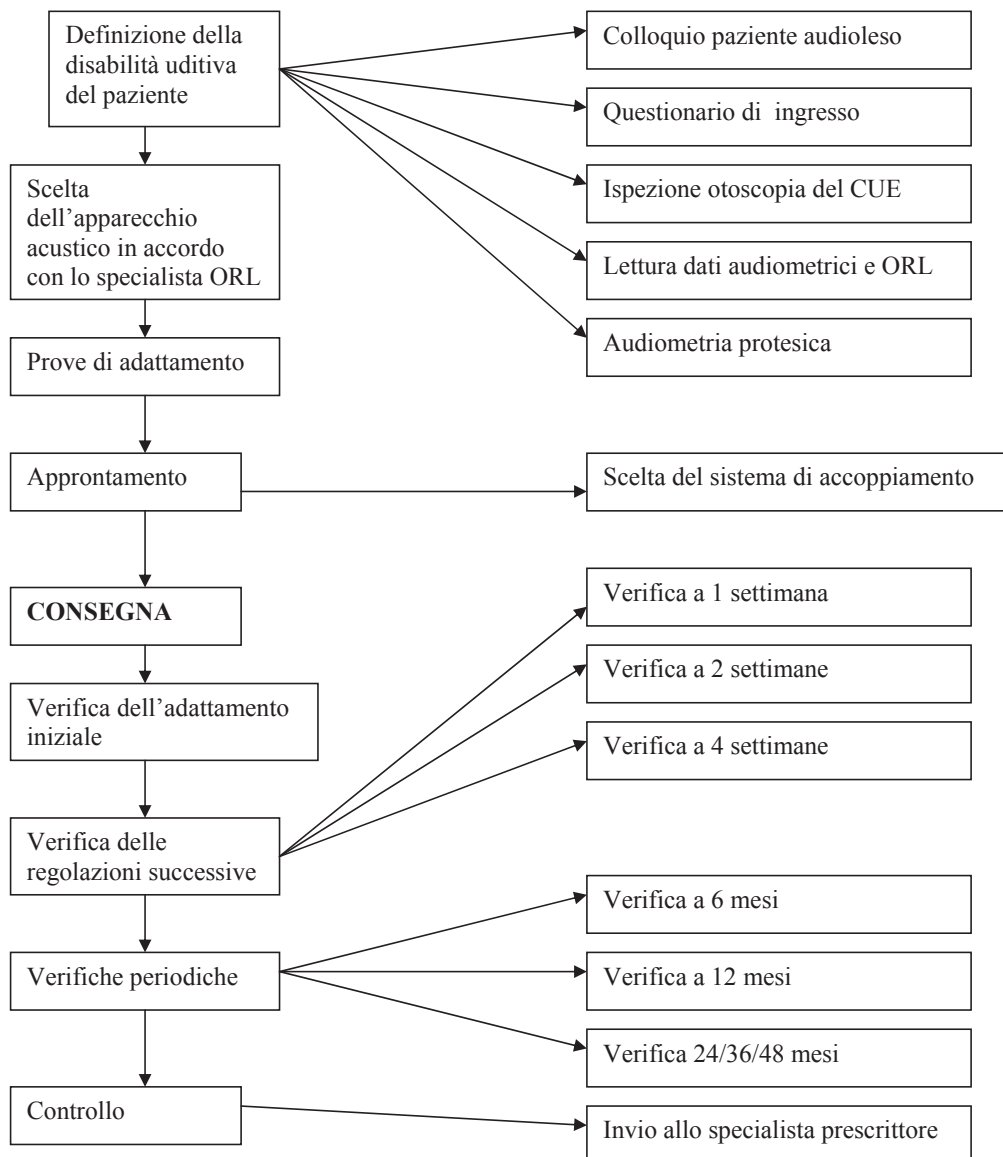 Definizione della
disabilità uditiva
del paziente
Colloquio paziente audioleso
Questionario di ingresso
Ispezione otoscopia del CUE
Lettura dati audiometrici e ORL
Audiometria protesica
Scelta
dell’apparecchio
acustico in accordo
con lo specialista ORL
Prove di adattamento
Approntamento
Scelta del sistema di accoppiamento
CONSEGNA
Verifica dell’adattamento
iniziale
Verifica delle
regolazioni successive
Verifica a 1 settimana
Verifica a 2 settimane
Verifica a 4 settimane
Verifiche periodiche
Verifica a 6 mesi
Verifica a 12 mesi
Verifica 24/36/48 mesi
Controllo
Invio allo specialista prescrittore